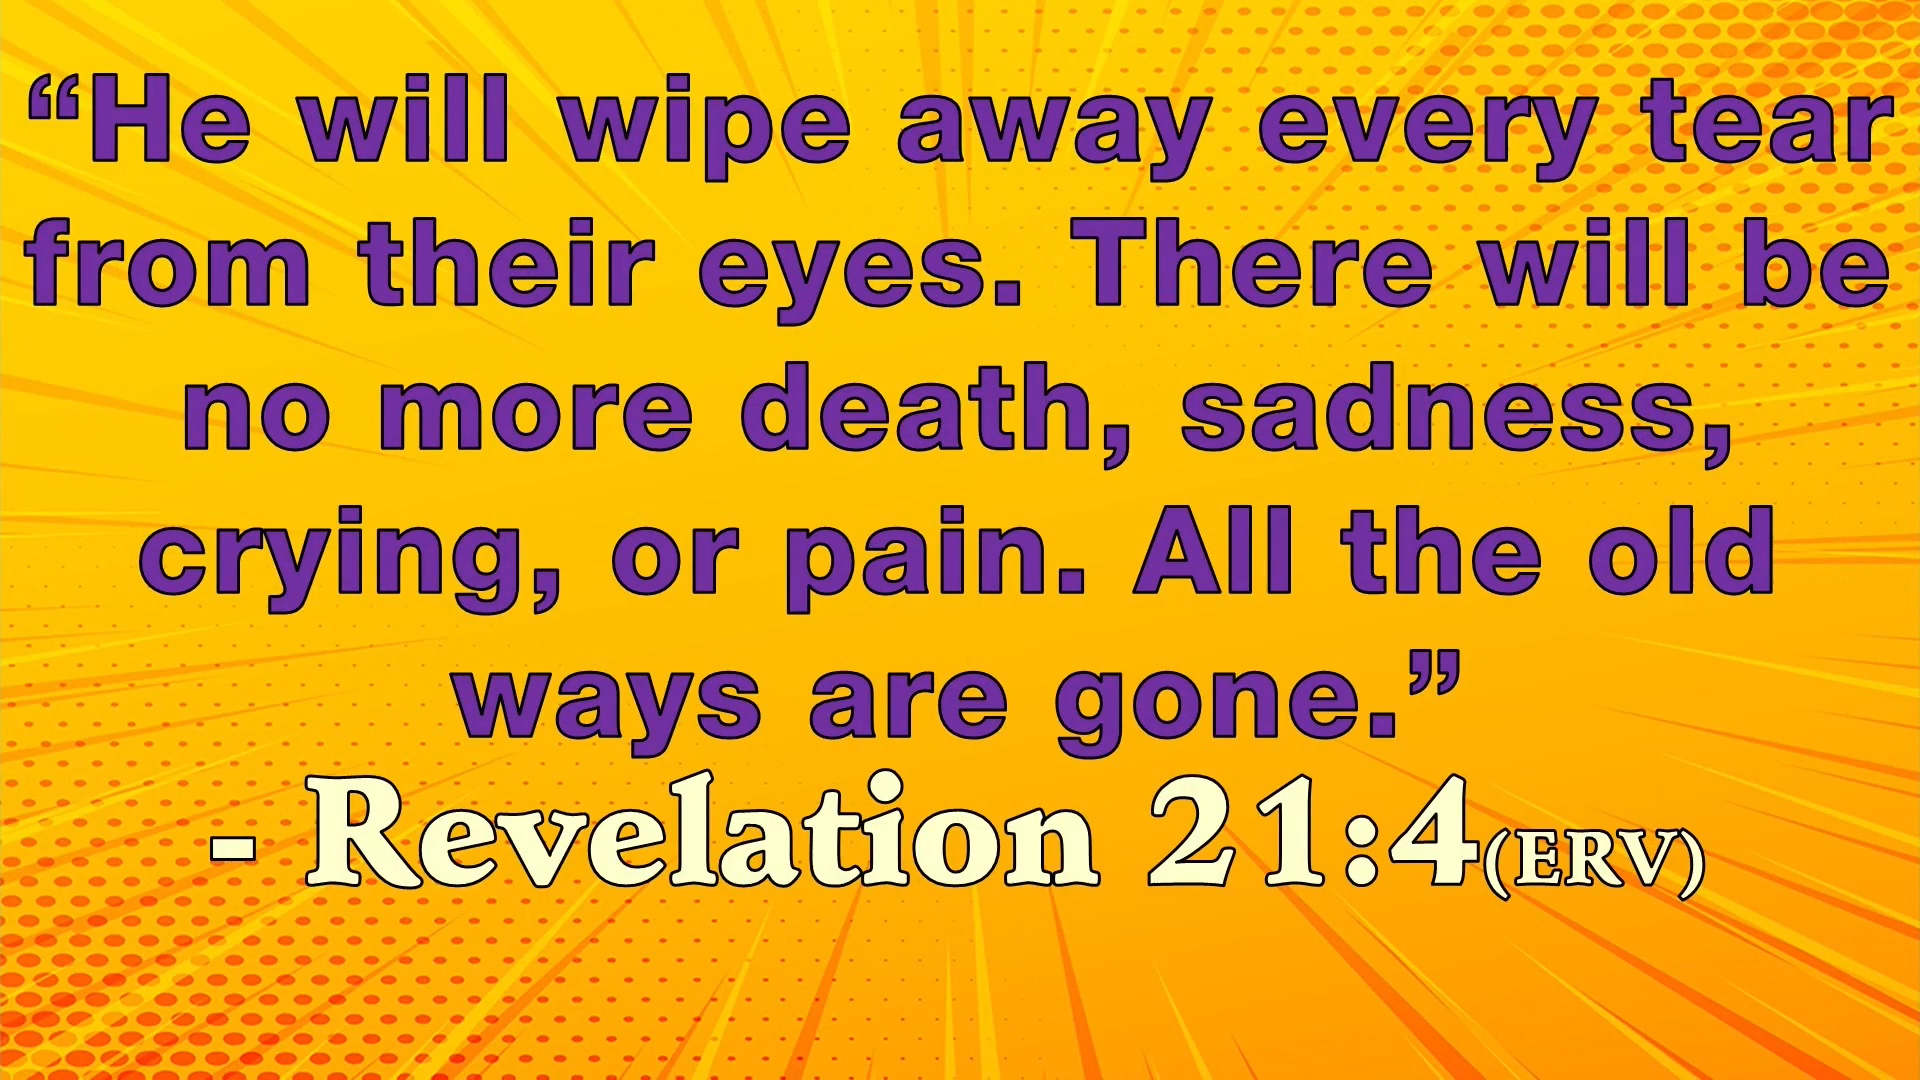 “He will wipe away every tear
from their eyes. There will be
no more death, sadness,
crying, or pain. All the old
ways are gone.”
- Revelation 21:4(ERV)